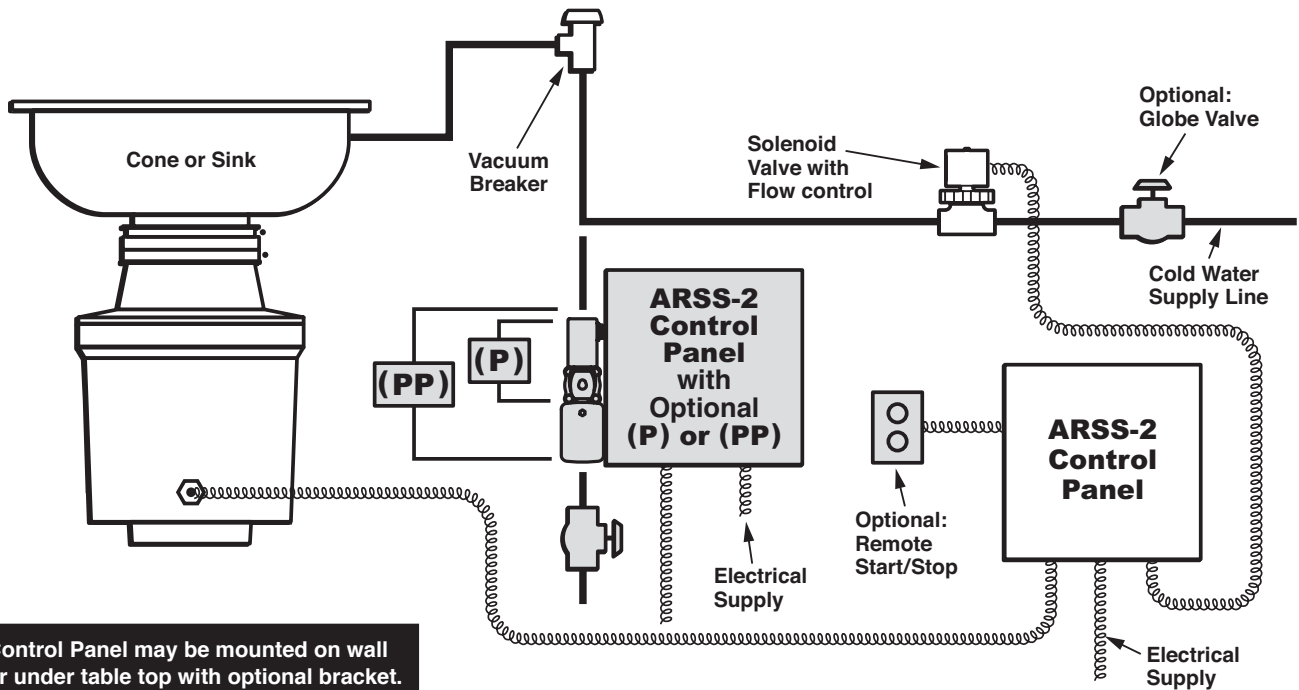 Optional:
Globe Valve
Solenoid
Valve with
Flow control
Cone or Sink
Vacuum
Breaker
Cold Water
Supply Line
ARSS-2
Control
Panel
with
Optional
(P) or (PP)
(P)
(PP)
ARSS-2
Control
Panel
Optional:
Remote
Start/Stop
Electrical
Supply
Control Panel may be mounted on wall
or under table top with optional bracket.
Electrical
Supply